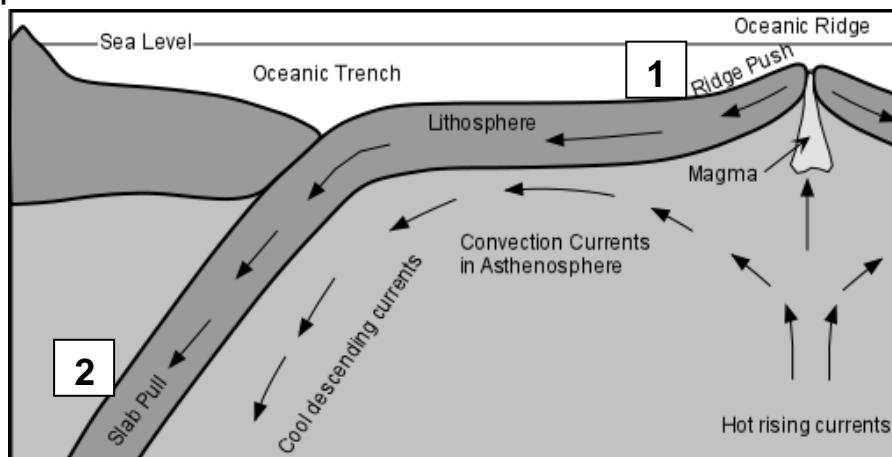 Oceanic Ridge
Sea Level
Oceanic Trench
1
Ridge Push
Lithosphere
Magma
Convection Currents
in Asthenosphere
Cool descending currents
2
Slab Pull
Hot rising currents